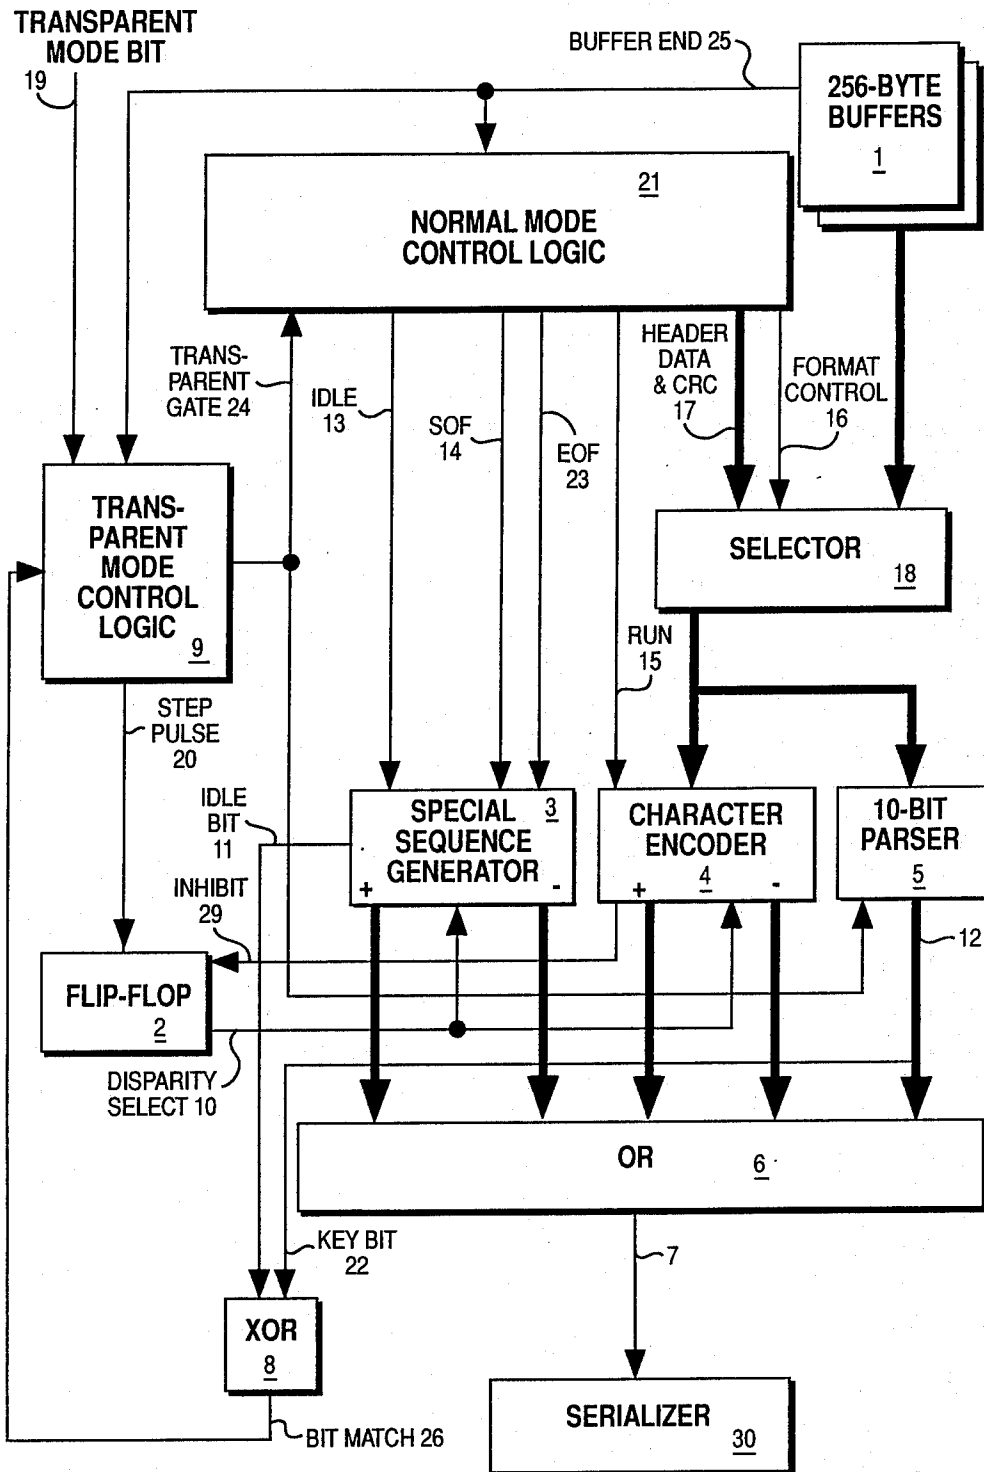 TRANSPARENT
MODE BIT
19
BUFFER END 25
256-BYTE
BUFFERS
1
21
NORMAL MODE
CONTROL LOGIC
TRANS-
PARENT
GATE 24
IDLE
13
SOF
14
EOF
23
HEADER
DATA
& CRC
17
FORMAT
CONTROL
16
TRANS-
PARENT
MODE
CONTROL
LOGIC
9
SELECTOR
18
RUN
15
STEP
PULSE
20
IDLE
BIT
11
INHIBIT
29
SPECIAL
SEQUENCE
GENERATOR
3
+ -
CHARACTER
ENCODER
4
+ -
10-BIT
PARSER
5
12
FLIP-FLOP
2
DISPARITY
SELECT 10
OR
6
KEY BIT
22
7
XOR
8
BIT MATCH 26
SERIALIZER
30